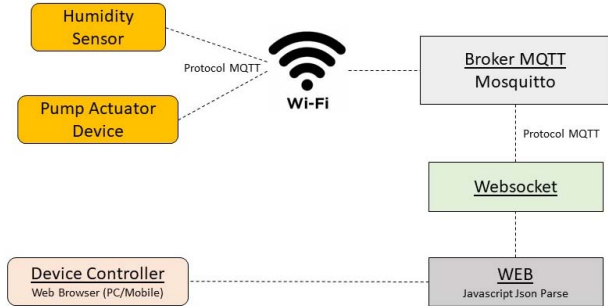 Humidity
Sensor
Protocol MQTT
Wi-Fi
Broker MQTT
Mosquitto
Pump Actuator
Device
Protocol MQTT
Websocket
Device Controller
Web Browser (PC/Mobile)
WEB
Javascript Json Parse